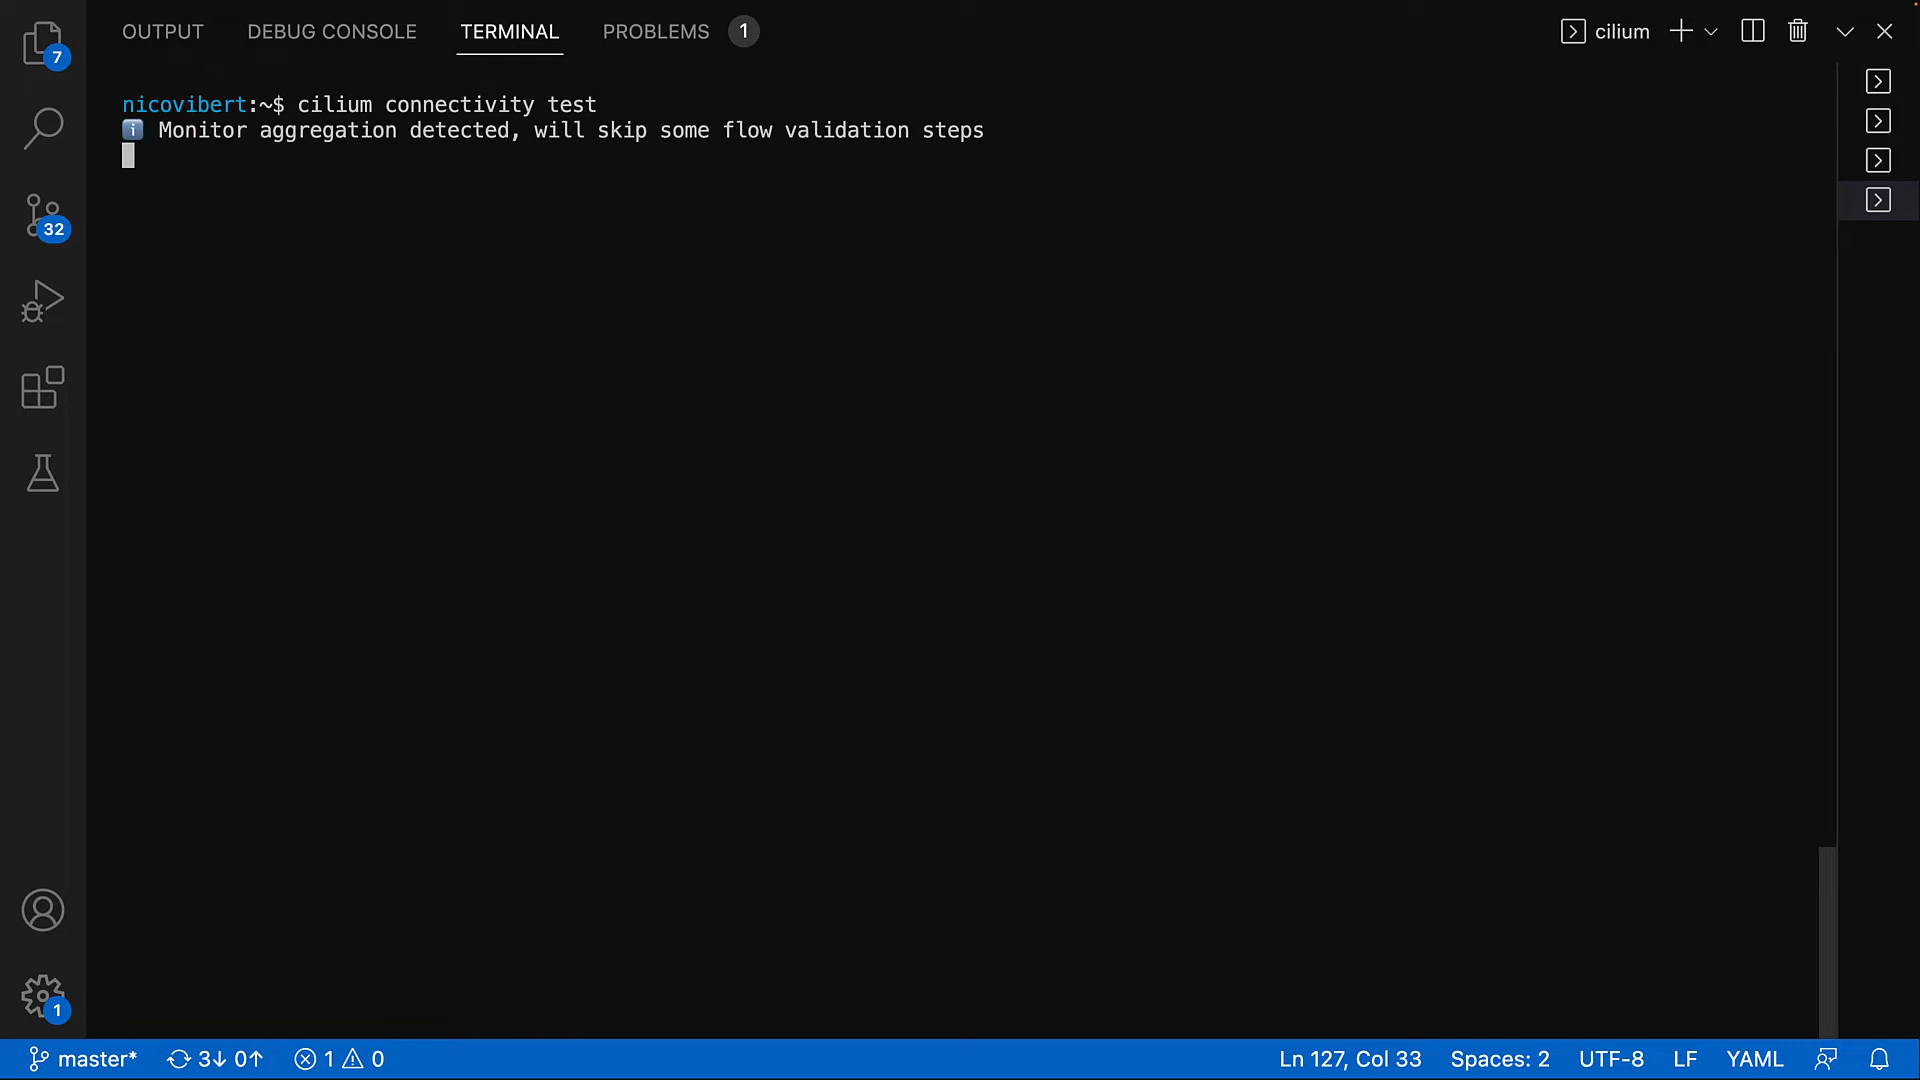 OUTPUT DEBUG CONSOLE TERMINAL PROBLEMS 1 cilium
7
nicovibert:~$ cilium connectivity test
i Monitor aggregation detected, will skip some flow validation steps
32
1
master* 3↓ 0↑ 1 0 Ln 127, Col 33 Spaces: 2 UTF-8 LF YAML